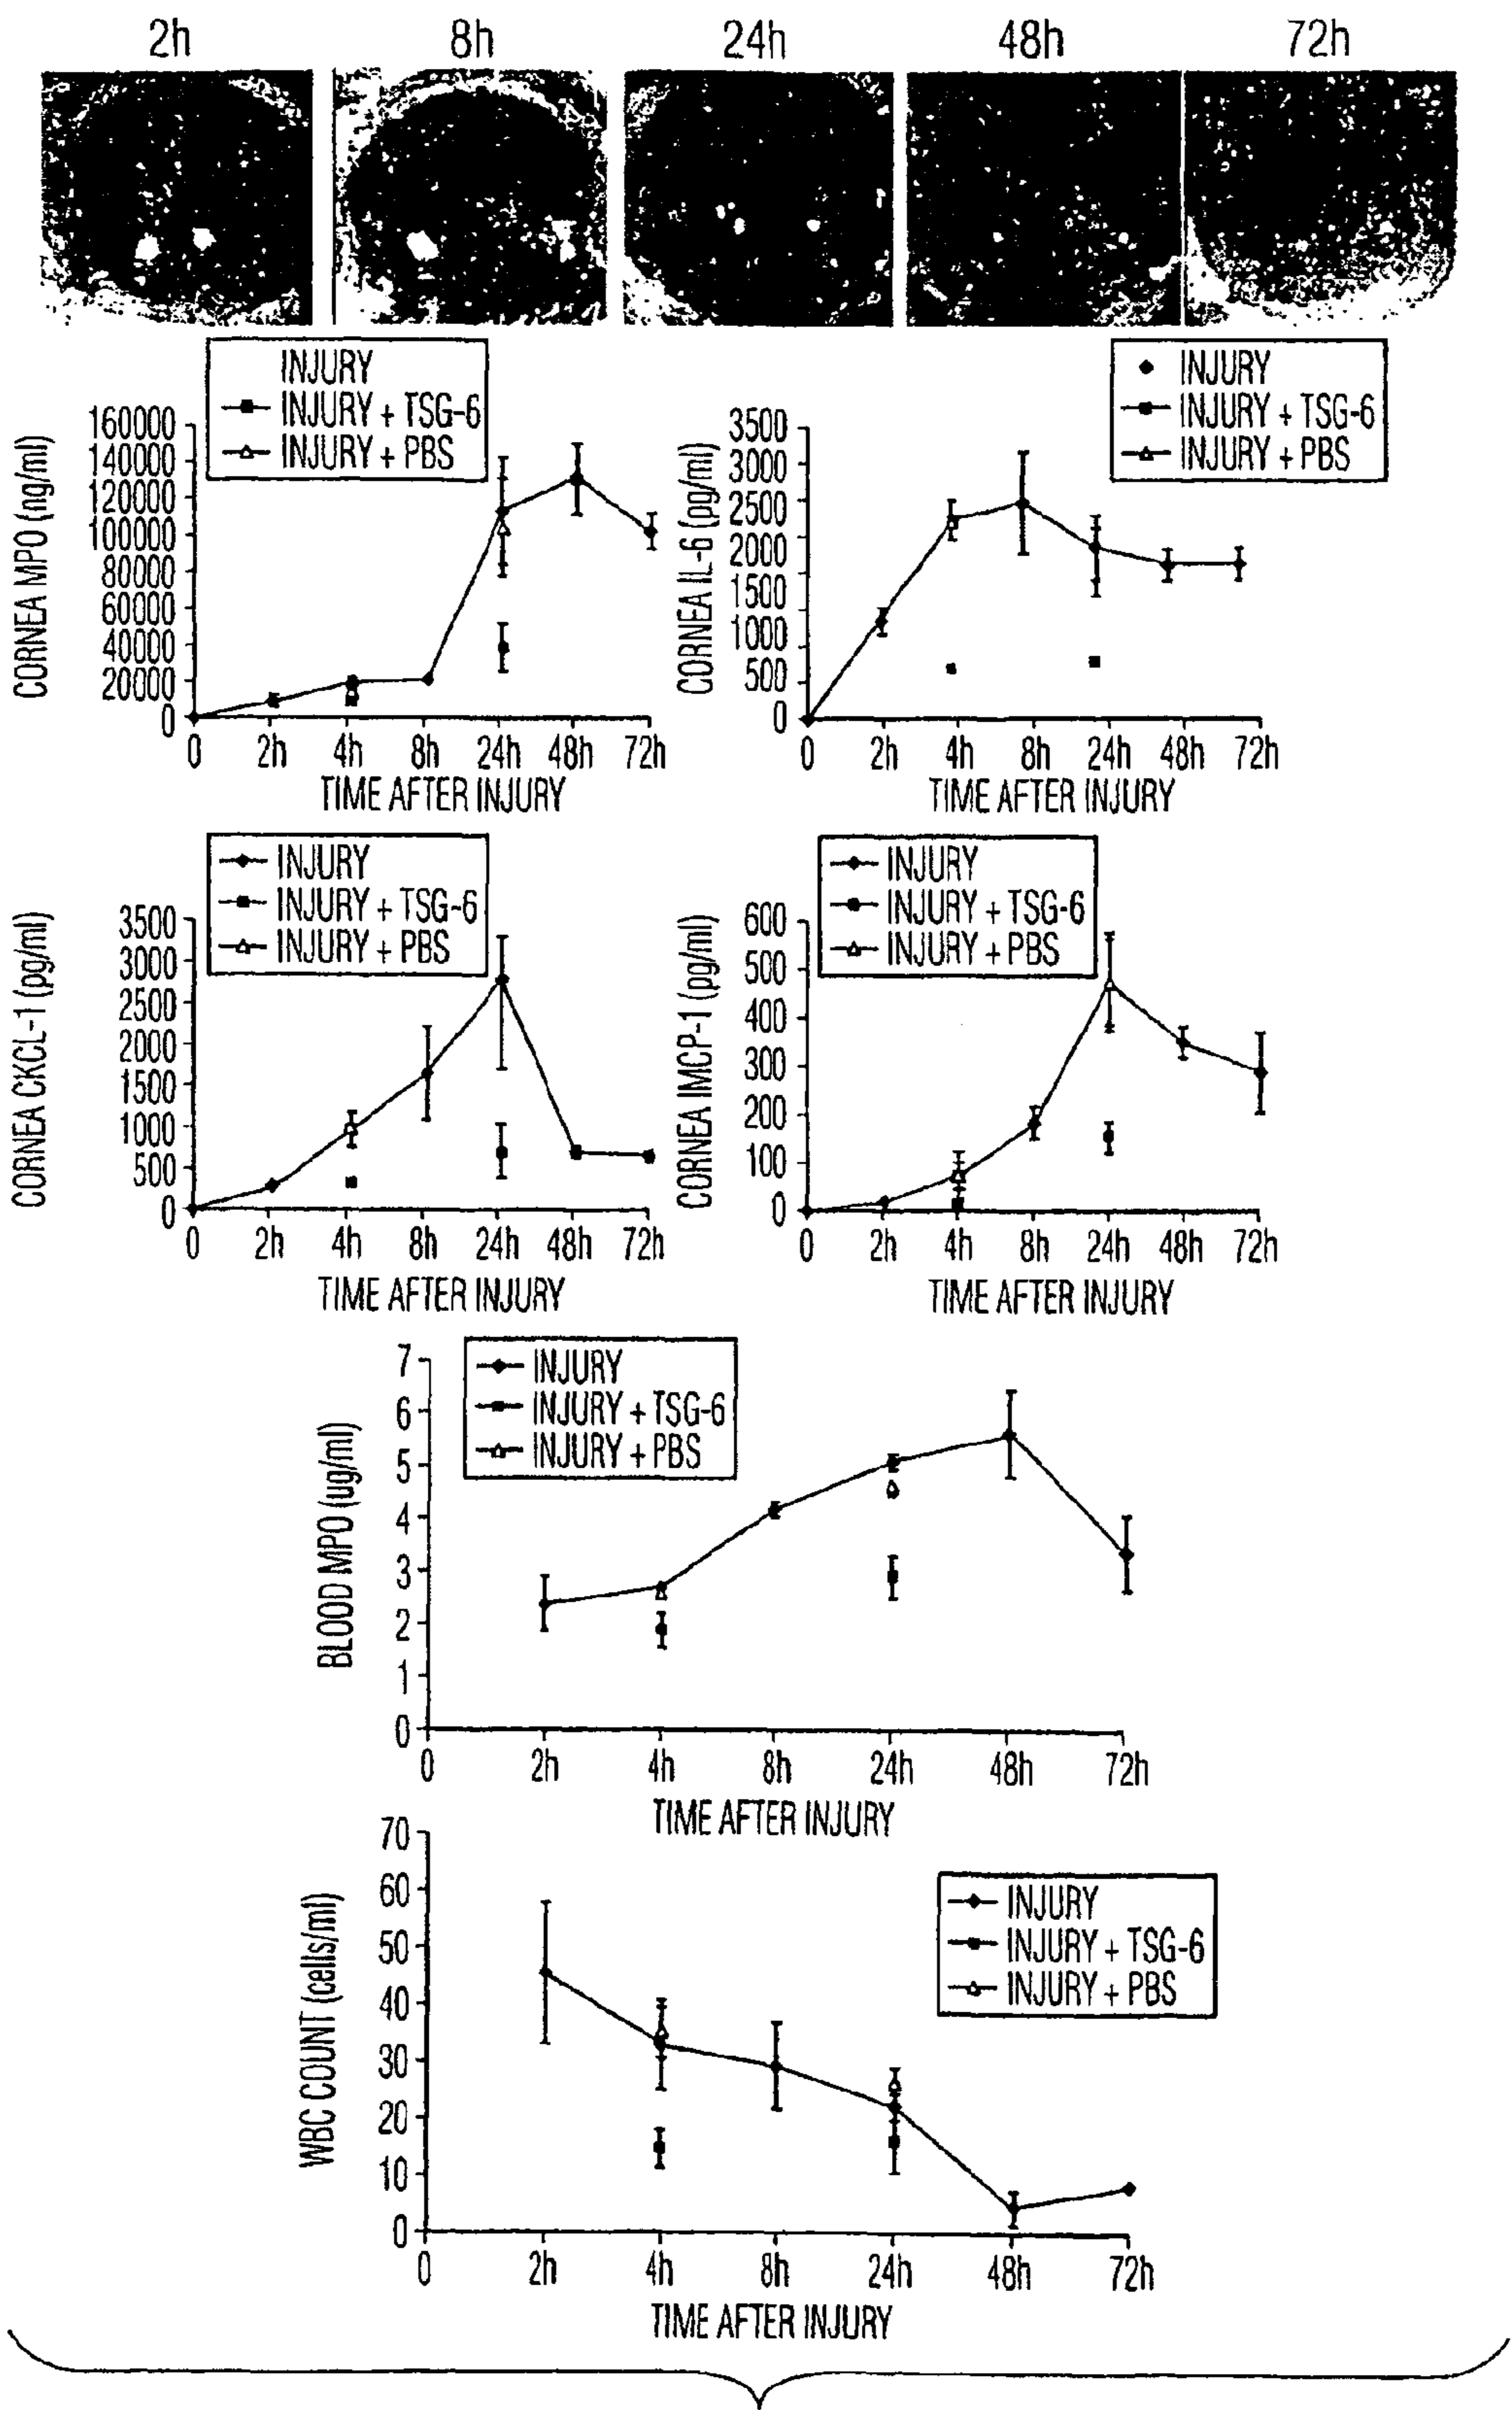 2h 8h 24h 48h 72h
INJURY
INJURY + TSG-6
INJURY + PBS
CORNEA MPO (ng/ml)
160000
140000
120000
100000
80000
60000
40000
20000
0
0 2h 4h 8h 24h 48h 72h
TIME AFTER INJURY
INJURY
INJURY + TSG-6
INJURY + PBS
CORNEA IL-6 (pg/ml)
3500
3000
2500
2000
1500
1000
500
0
0 2h 4h 8h 24h 48h 72h
TIME AFTER INJURY
INJURY
INJURY + TSG-6
INJURY + PBS
CORNEA CKCL-1 (pg/ml)
3500
3000
2500
2000
1500
1000
500
0
0 2h 4h 8h 24h 48h 72h
TIME AFTER INJURY
INJURY
INJURY + TSG-6
INJURY + PBS
CORNEA IMCP-1 (pg/ml)
600
500
400
300
200
100
0
0 2h 4h 8h 24h 48h 72h
TIME AFTER INJURY
INJURY
INJURY + TSG-6
INJURY + PBS
BLOOD MPO (ug/ml)
7
6
5
4
3
2
1
0
0 2h 4h 8h 24h 48h 72h
TIME AFTER INJURY
INJURY
INJURY + TSG-6
INJURY + PBS
WBC COUNT (cells/ml)
70
60
50
40
30
20
10
0
0 2h 4h 8h 24h 48h 72h
TIME AFTER INJURY